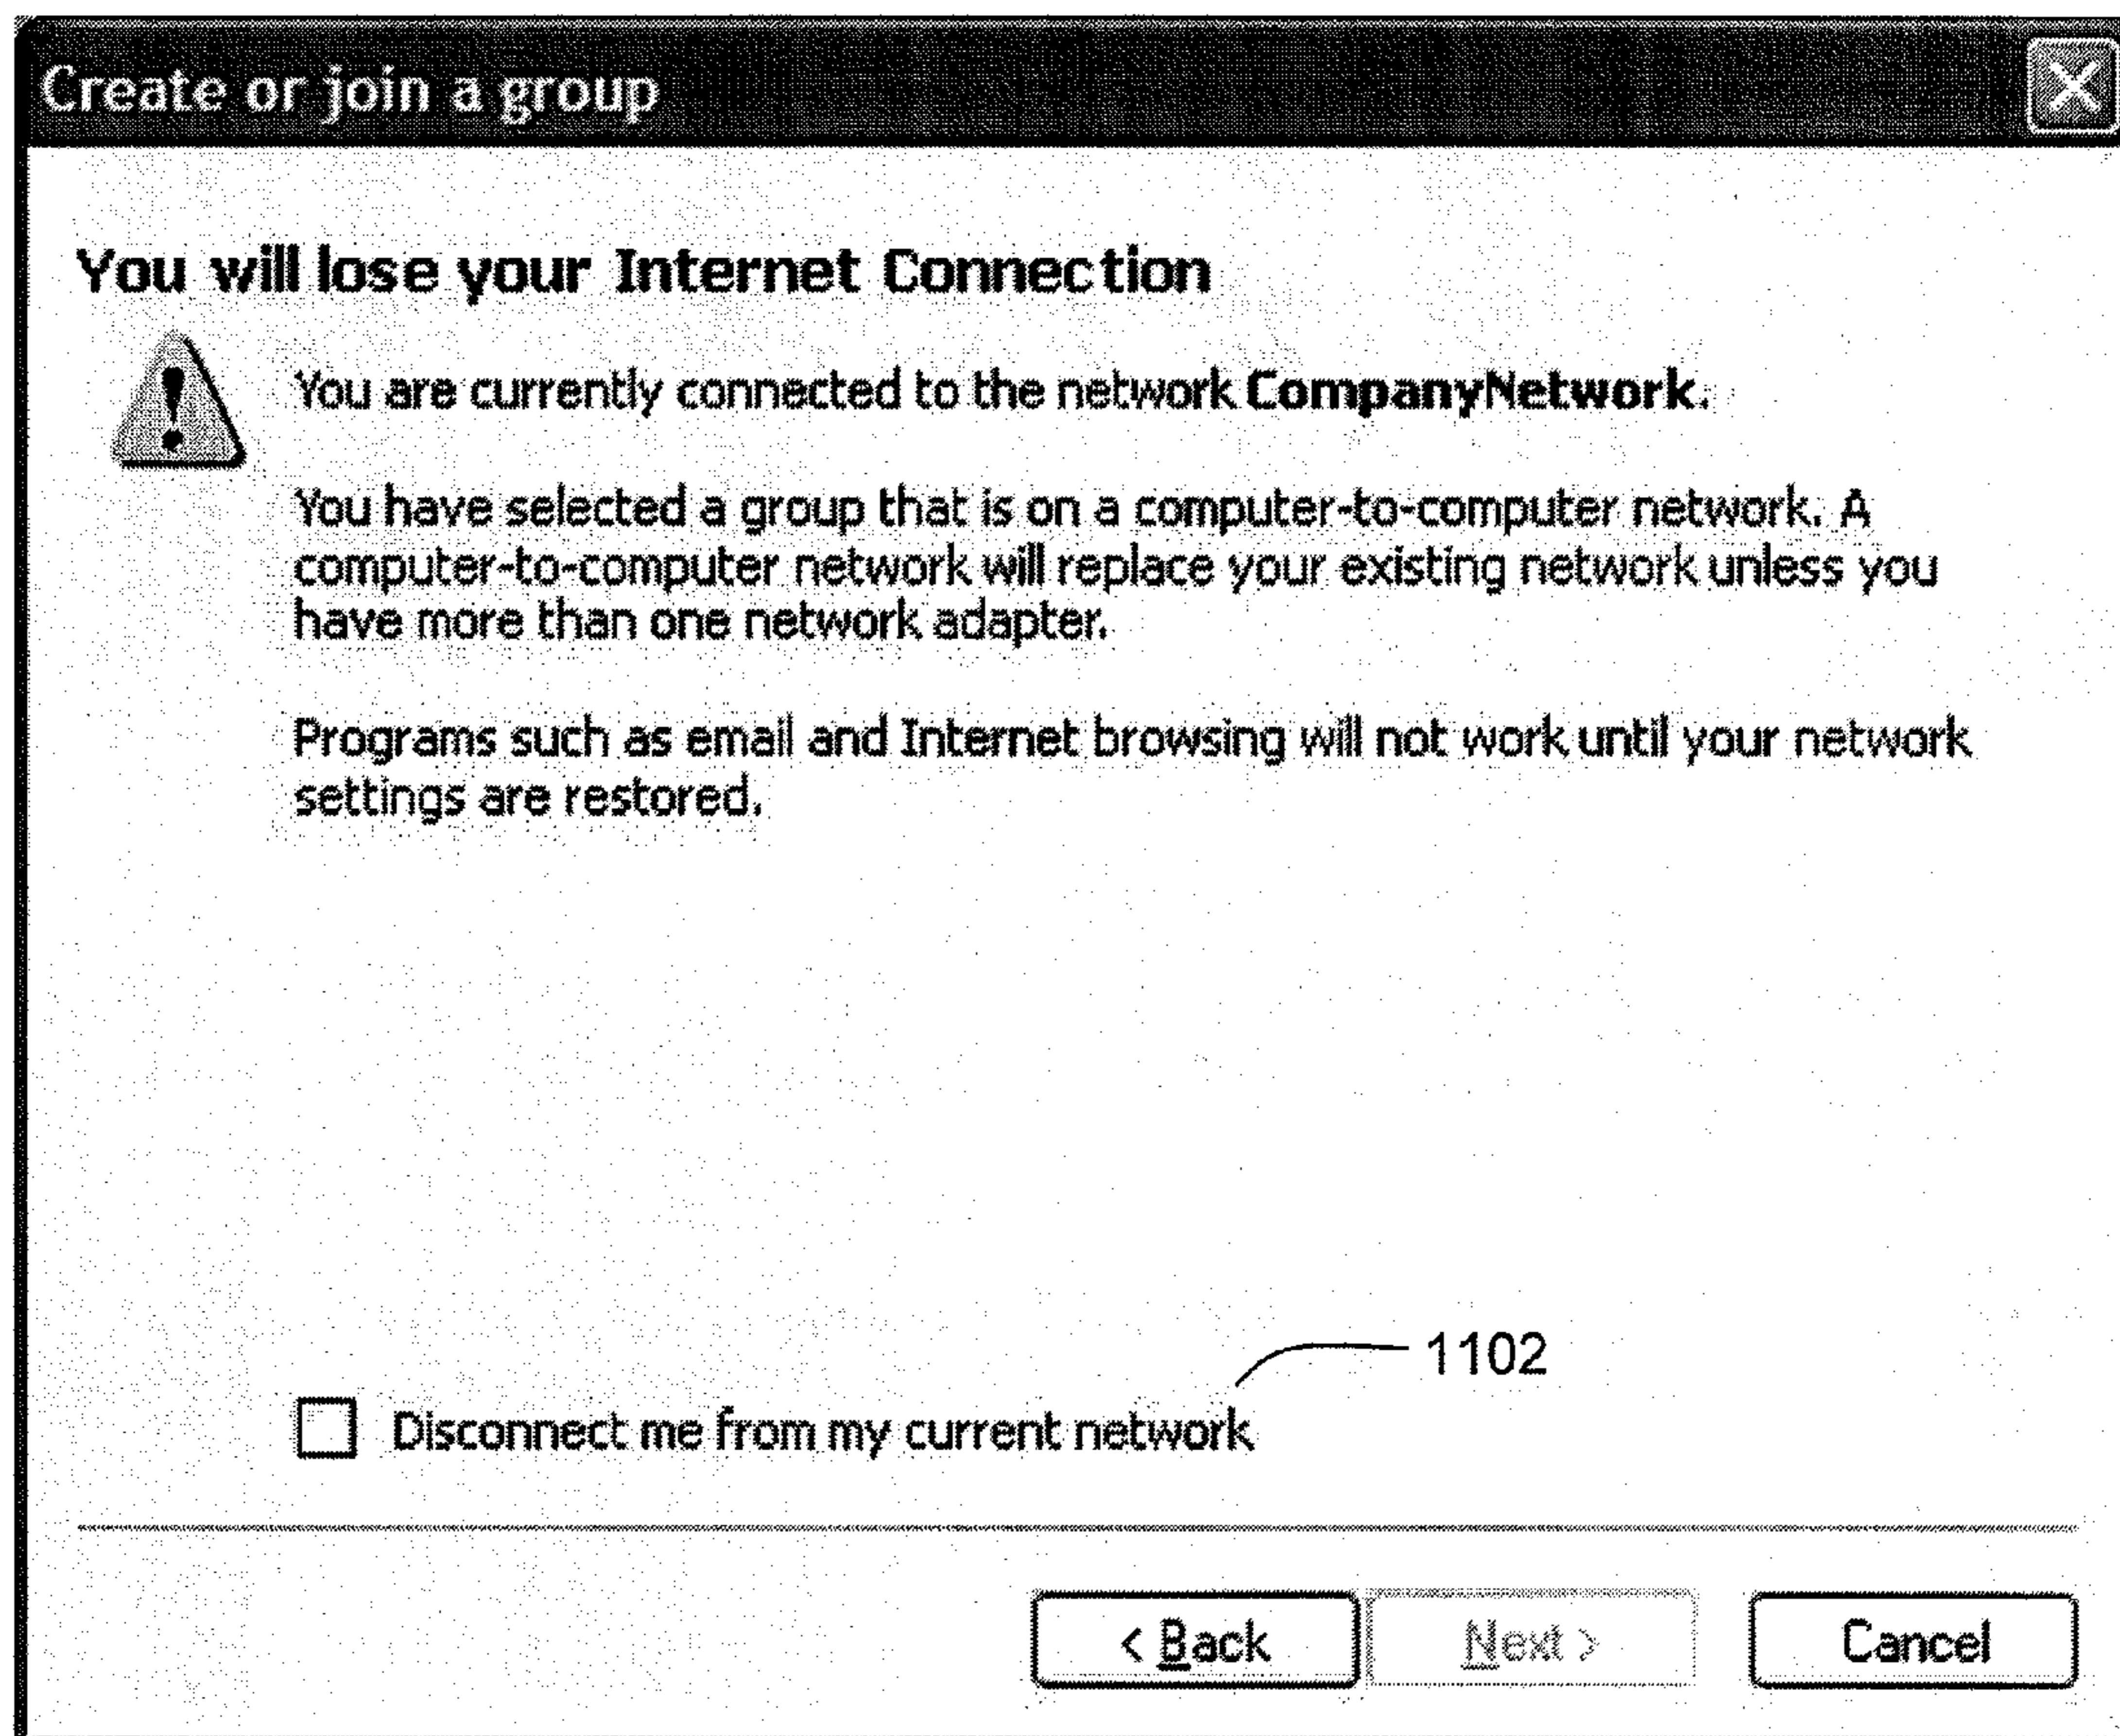 Create or join a group
You will lose your Internet Connection
You are currently connected to the network CompanyNetwork.
You have selected a group that is on a computer-to-computer network. A
computer-to-computer network will replace your existing network unless you
have more than one network adapter.
Programs such as email and Internet browsing will not work until your network
settings are restored.
1102
Disconnect me from my current network
< Back Next > Cancel